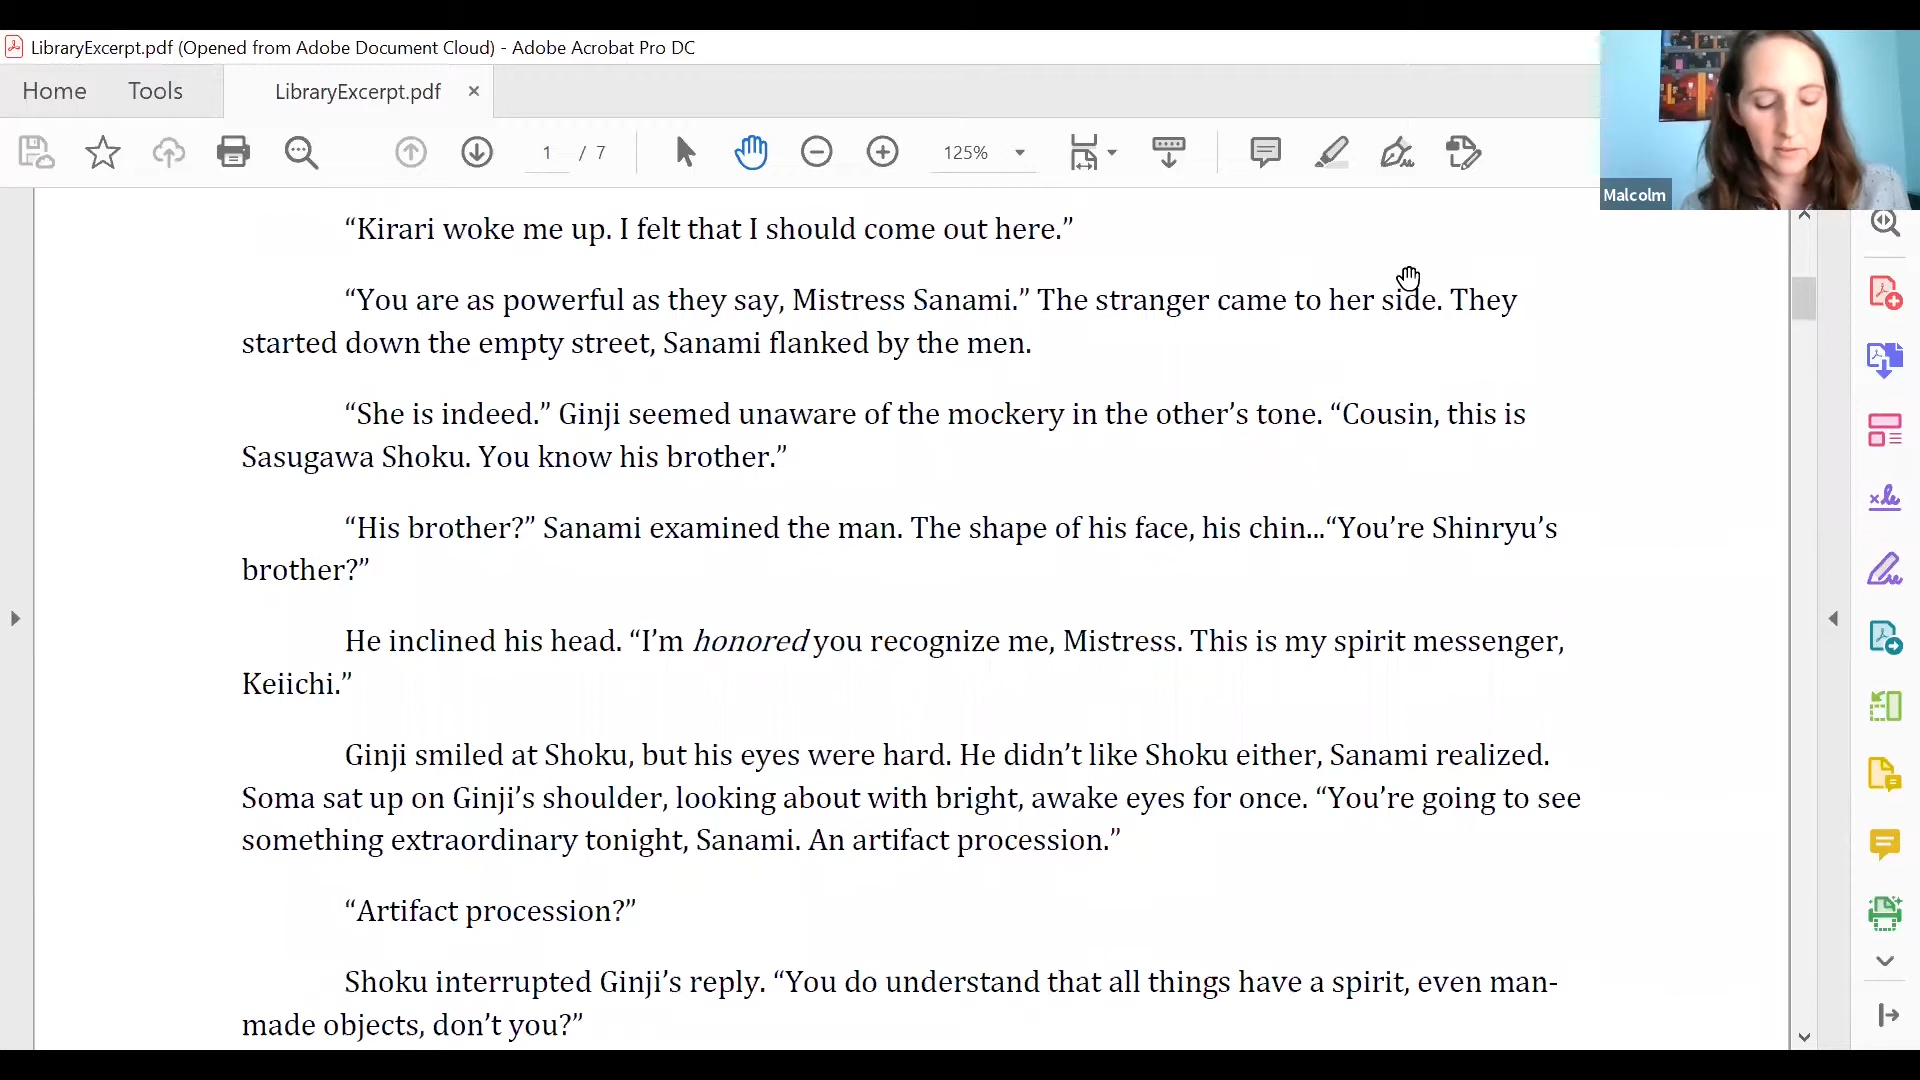 LibraryExcerpt.pdf (Opened from Adobe Document Cloud) - Adobe Acrobat Pro DC
Home Tools LibraryExcerpt.pdf ×
1 / 7 125%
Malcolm
“Kirari woke me up. I felt that I should come out here.”
“You are as powerful as they say, Mistress Sanami.” The stranger came to her side. They
started down the empty street, Sanami flanked by the men.
“She is indeed.” Ginji seemed unaware of the mockery in the other’s tone. “Cousin, this is
Sasugawa Shoku. You know his brother.”
“His brother?” Sanami examined the man. The shape of his face, his chin...“You’re Shinryu’s
brother?”
He inclined his head. “I’m honored you recognize me, Mistress. This is my spirit messenger,
Keiichi.”
Ginji smiled at Shoku, but his eyes were hard. He didn’t like Shoku either, Sanami realized.
Soma sat up on Ginji’s shoulder, looking about with bright, awake eyes for once. “You’re going to see
something extraordinary tonight, Sanami. An artifact procession.”
“Artifact procession?”
Shoku interrupted Ginji’s reply. “You do understand that all things have a spirit, even man-
made objects, don’t you?”